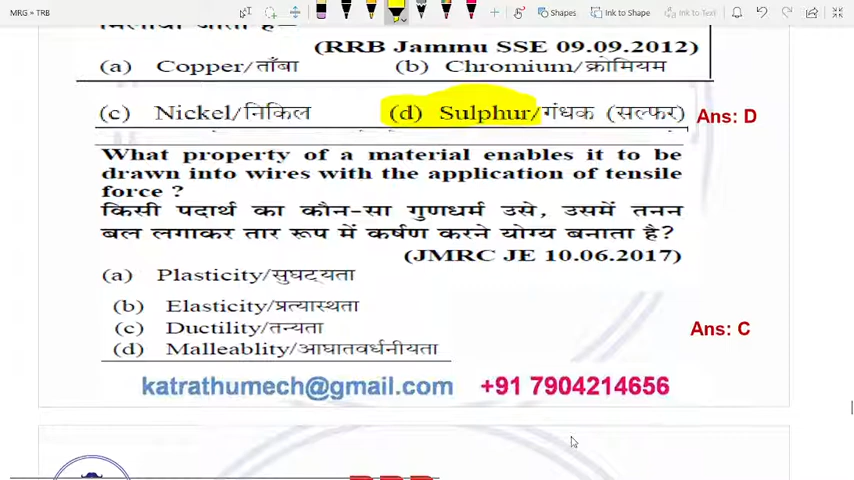 MRG » TRB
Shapes
Ink to Shape
Ink to Text
(RRB Jammu SSE 09.09.2012)
(a) Copper/ताँबा (b) Chromium/क्रोमियम
(c) Nickel/निकिल (d) Sulphur/गंधक (सल्फर) Ans: D
What property of a material enables it to be
drawn into wires with the application of tensile
force ?
किसी पदार्थ का कौन-सा गुणधर्म उसे, उसमें तनन
बल लगाकर तार रूप में कर्षण करने योग्य बनाता है?
(JMRC JE 10.06.2017)
(a) Plasticity/सुघट्यता
(b) Elasticity/प्रत्यास्थता
(c) Ductility/तन्यता Ans: C
(d) Malleablity/आघातवर्धनीयता
katrathumech@gmail.com +91 7904214656